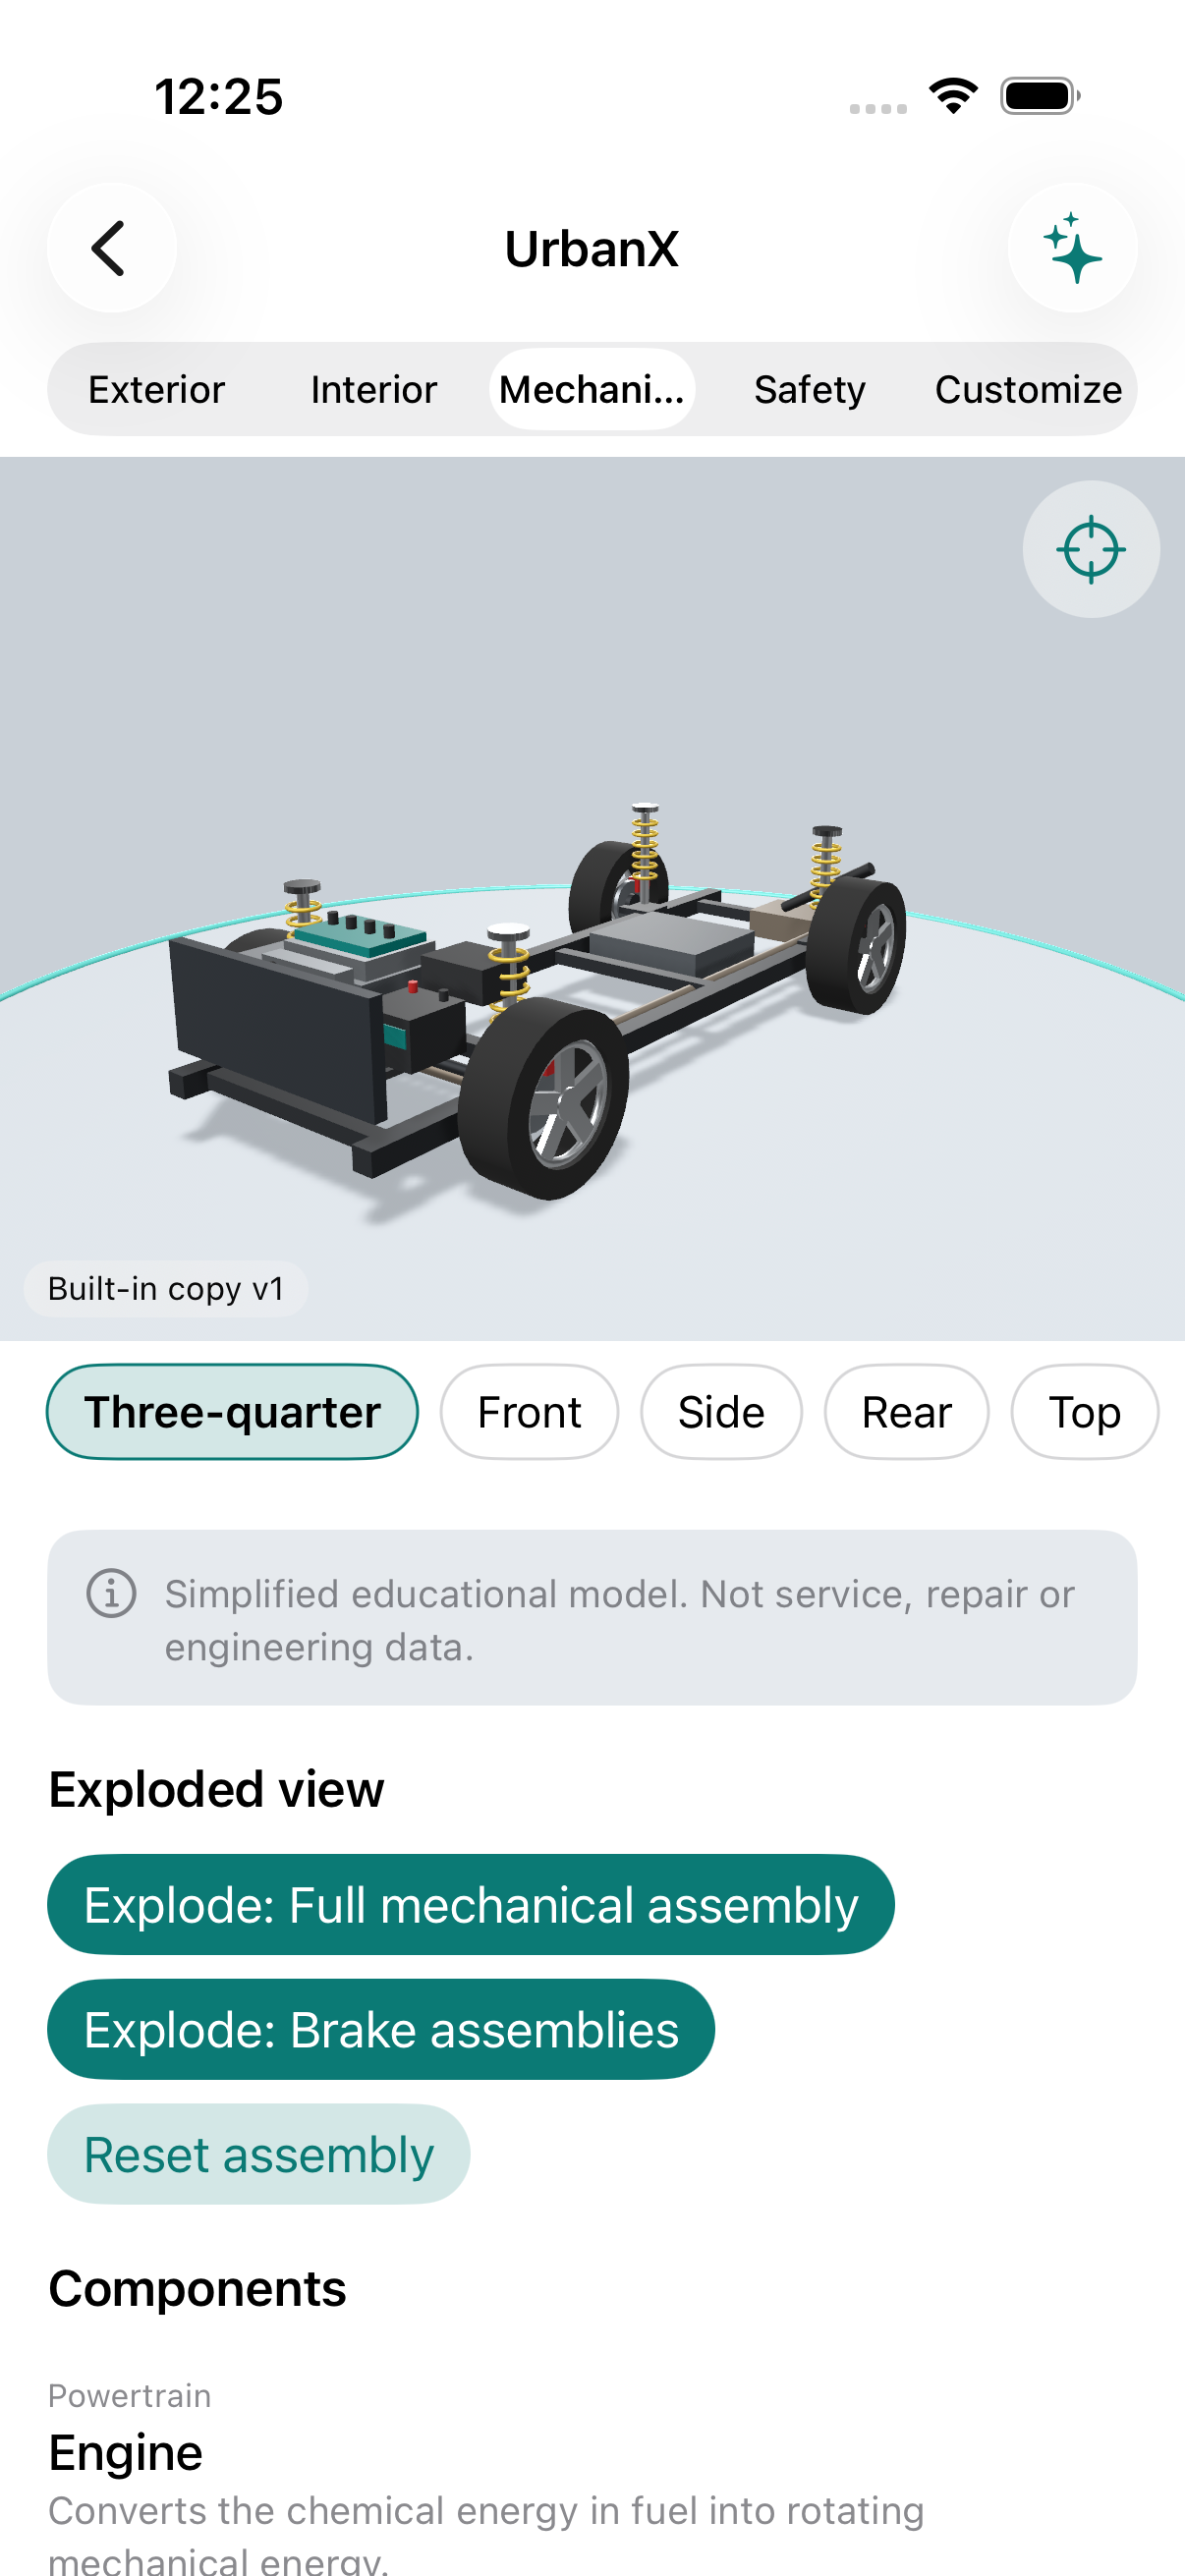 12:25
UrbanX
Exterior Interior Mechani... Safety Customize
Built-in copy v1
Three-quarter Front Side Rear Top
Simplified educational model. Not service, repair or
engineering data.
Exploded view
Explode: Full mechanical assembly
Explode: Brake assemblies
Reset assembly
Components
Powertrain
Engine
Converts the chemical energy in fuel into rotating
mechanical energy.